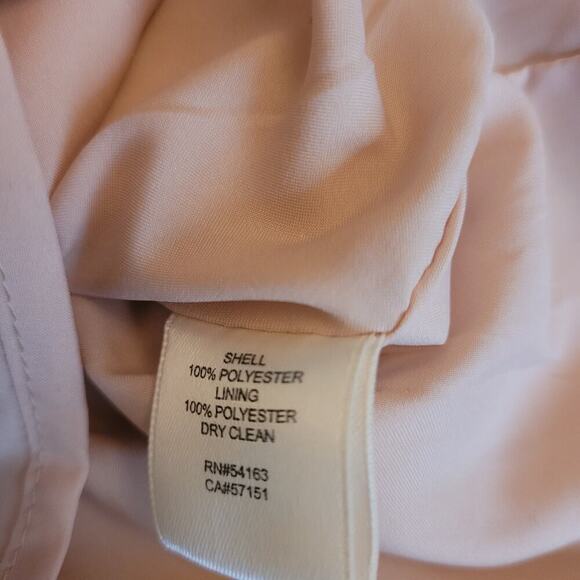 SHELL
100% POLYESTER
LINING
100% POLYESTER
DRY CLEAN
RN#54163
CA#57151